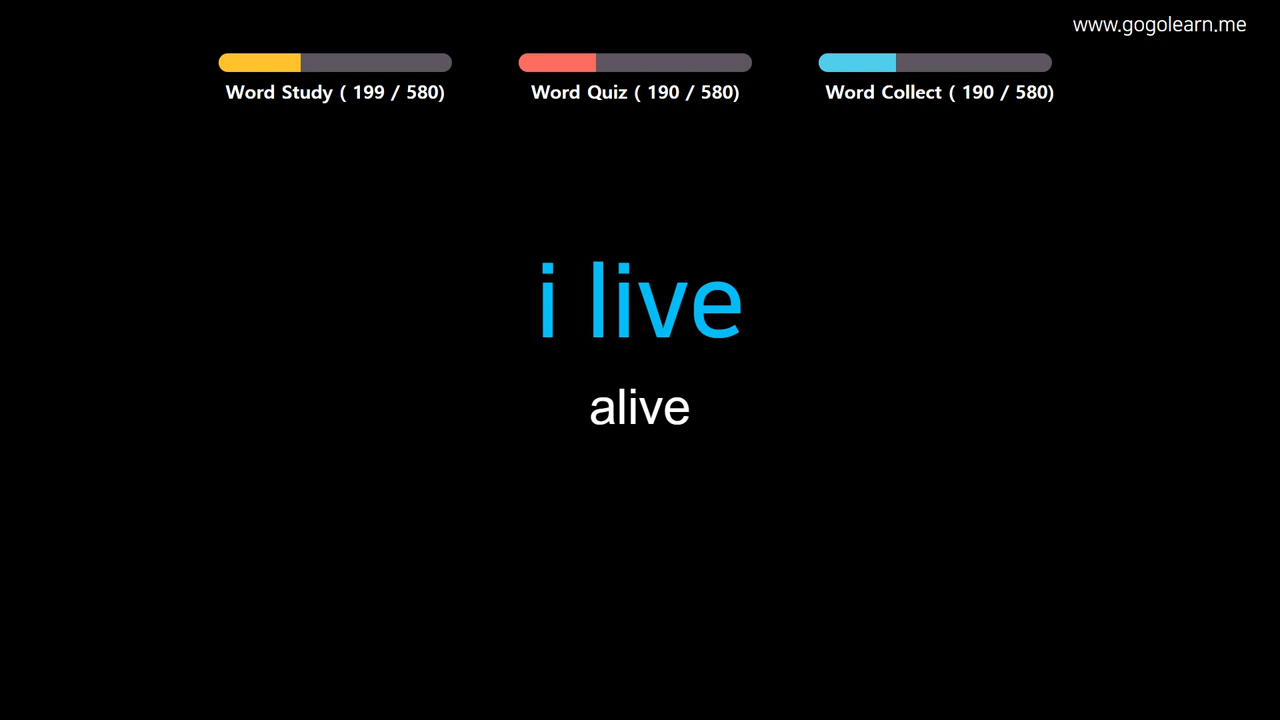 www.gogolearn.me
Word Study ( 199 / 580)
Word Quiz ( 190 / 580)
Word Collect ( 190 / 580)
i live
alive